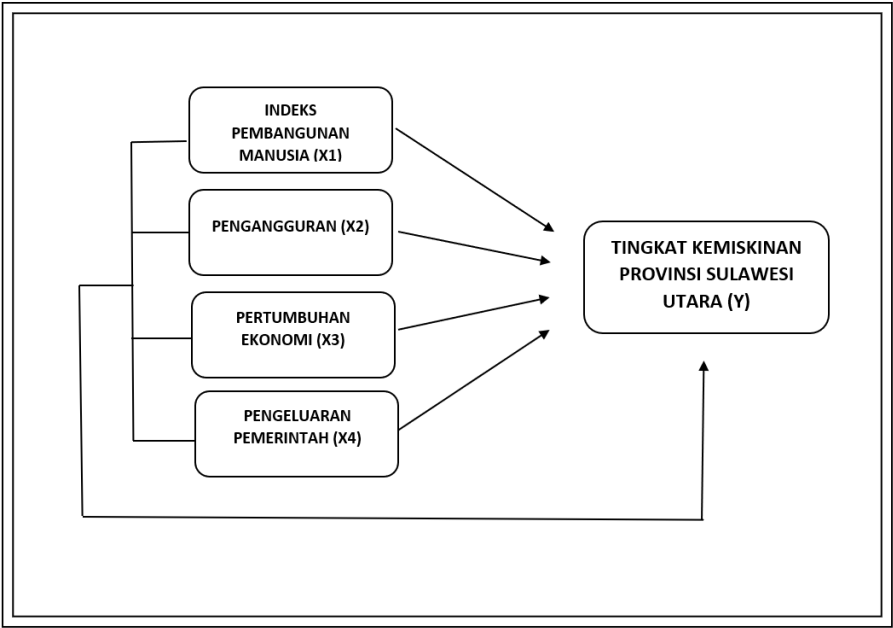 INDEKS
PEMBANGUNAN
MANUSIA (X1)
PENGANGGURAN (X2)
PERTUMBUHAN
EKONOMI (X3)
PENGELUARAN
PEMERINTAH (X4)
TINGKAT KEMISKINAN
PROVINSI SULAWESI
UTARA (Y)